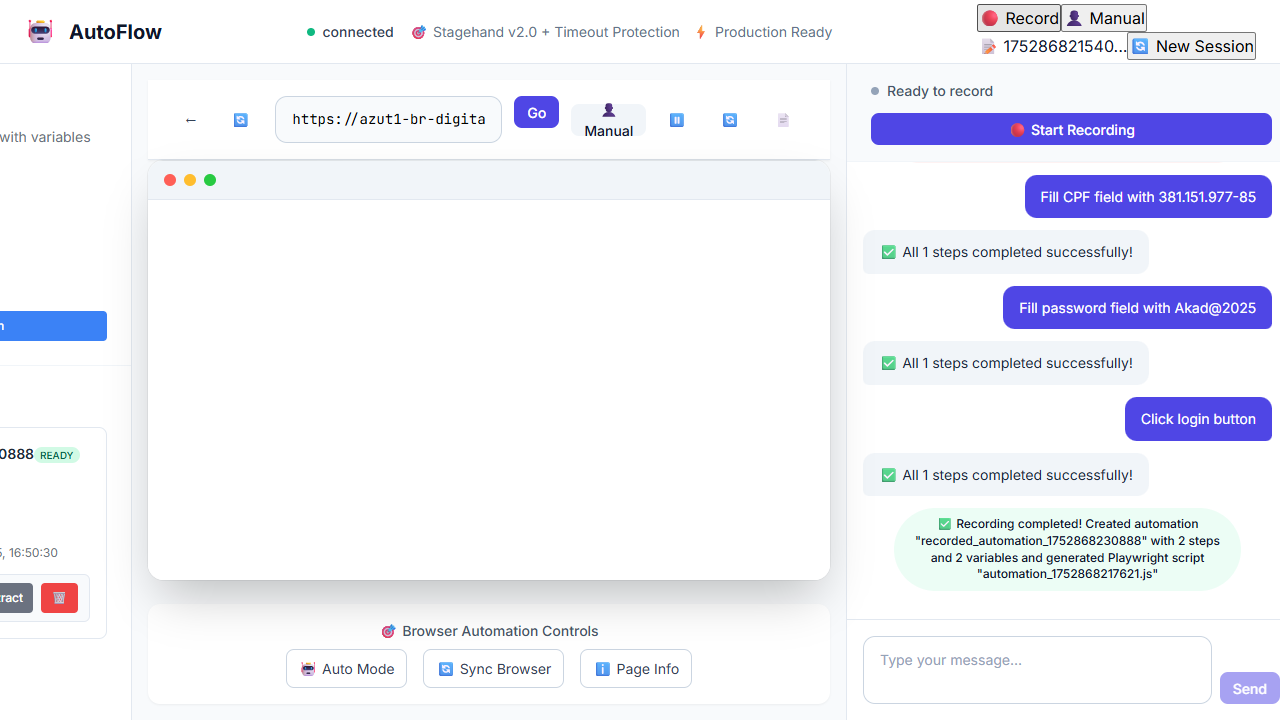 AutoFlow
connected
Stagehand v2.0 + Timeout Protection
Production Ready
Record
Manual
175286821540...
New Session
with variables
0888 READY
5, 16:50:30
ract
←
https://azut1-br-digita
Go
Manual
Browser Automation Controls
Auto Mode
Sync Browser
Page Info
Ready to record
Start Recording
Fill CPF field with 381.151.977-85
All 1 steps completed successfully!
Fill password field with Akad@2025
All 1 steps completed successfully!
Click login button
All 1 steps completed successfully!
Recording completed! Created automation
"recorded_automation_1752868230888" with 2 steps
and 2 variables and generated Playwright script
"automation_1752868217621.js"
Type your message...
Send